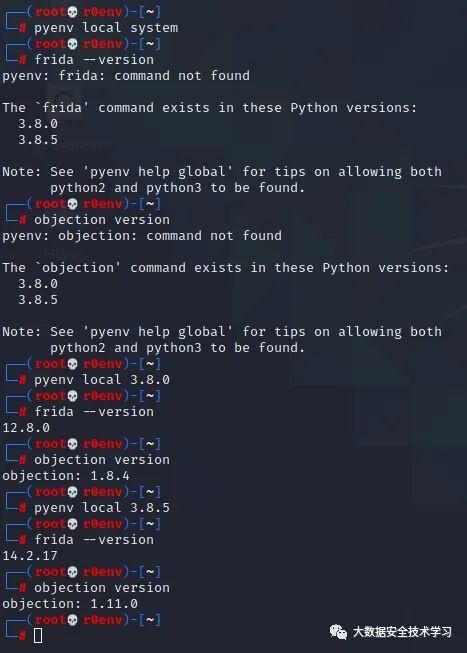 ┌──(root💀r0env)-[~]
└─# pyenv local system
┌──(root💀r0env)-[~]
└─# frida --version
pyenv: frida: command not found

The `frida' command exists in these Python versions:
  3.8.0
  3.8.5

Note: See 'pyenv help global' for tips on allowing both
      python2 and python3 to be found.
┌──(root💀r0env)-[~]
└─# objection version
pyenv: objection: command not found

The `objection' command exists in these Python versions:
  3.8.0
  3.8.5

Note: See 'pyenv help global' for tips on allowing both
      python2 and python3 to be found.
┌──(root💀r0env)-[~]
└─# pyenv local 3.8.0
┌──(root💀r0env)-[~]
└─# frida --version
12.8.0
┌──(root💀r0env)-[~]
└─# objection version
objection: 1.8.4
┌──(root💀r0env)-[~]
└─# pyenv local 3.8.5
┌──(root💀r0env)-[~]
└─# frida --version
14.2.17
┌──(root💀r0env)-[~]
└─# objection version
objection: 1.11.0
┌──(root💀r0env)-[~]
└─#
大数据安全技术学习